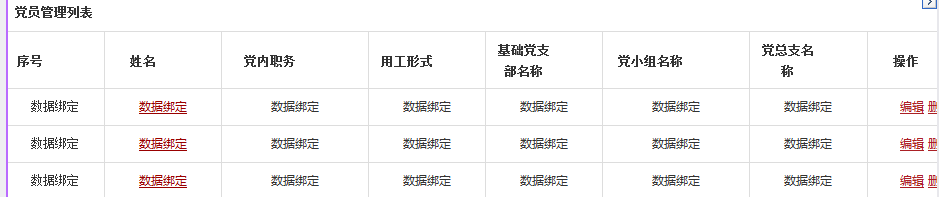 党员管理列表
序号 姓名 党内职务 用工形式 基础党支部名称 党小组名称 党总支名称 操作
数据绑定 数据绑定 数据绑定 数据绑定 数据绑定 数据绑定 数据绑定 编辑 删
数据绑定 数据绑定 数据绑定 数据绑定 数据绑定 数据绑定 数据绑定 编辑 删
数据绑定 数据绑定 数据绑定 数据绑定 数据绑定 数据绑定 数据绑定 编辑 删